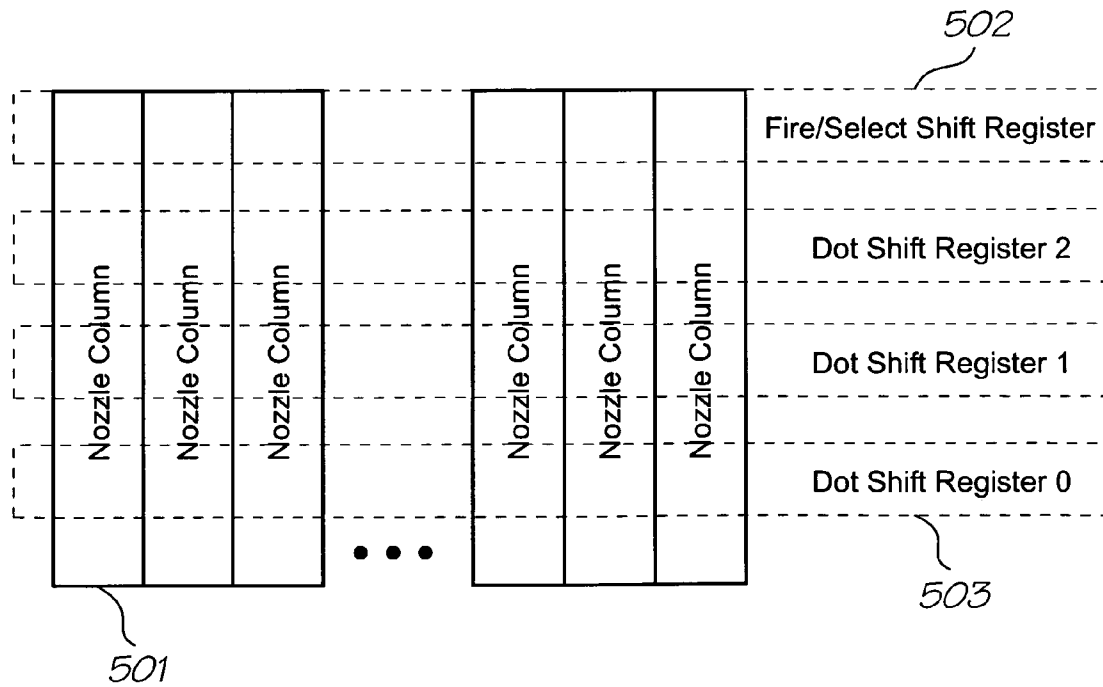 502
Fire/Select Shift Register
Dot Shift Register 2
Nozzle Column
Nozzle Column
Nozzle Column
Nozzle Column
Nozzle Column
Nozzle Column
Dot Shift Register 1
Dot Shift Register 0
503
501